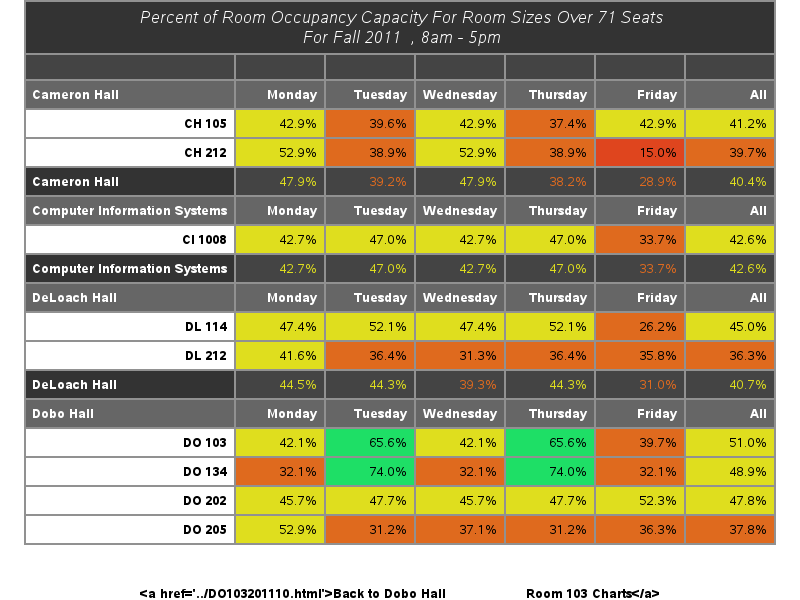 Percent of Room Occupancy Capacity For Room Sizes Over 71 Seats
For Fall 2011 , 8am - 5pm
Cameron Hall Monday Tuesday Wednesday Thursday Friday All
CH 105 42.9% 39.6% 42.9% 37.4% 42.9% 41.2%
CH 212 52.9% 38.9% 52.9% 38.9% 15.0% 39.7%
Cameron Hall 47.9% 39.2% 47.9% 38.2% 28.9% 40.4%
Computer Information Systems Monday Tuesday Wednesday Thursday Friday All
CI 1008 42.7% 47.0% 42.7% 47.0% 33.7% 42.6%
Computer Information Systems 42.7% 47.0% 42.7% 47.0% 33.7% 42.6%
DeLoach Hall Monday Tuesday Wednesday Thursday Friday All
DL 114 47.4% 52.1% 47.4% 52.1% 26.2% 45.0%
DL 212 41.6% 36.4% 31.3% 36.4% 35.8% 36.3%
DeLoach Hall 44.5% 44.3% 39.3% 44.3% 31.0% 40.7%
Dobo Hall Monday Tuesday Wednesday Thursday Friday All
DO 103 42.1% 65.6% 42.1% 65.6% 39.7% 51.0%
DO 134 32.1% 74.0% 32.1% 74.0% 32.1% 48.9%
DO 202 45.7% 47.7% 45.7% 47.7% 52.3% 47.8%
DO 205 52.9% 31.2% 37.1% 31.2% 36.3% 37.8%
<a href='../DO103201110.html'>Back to Dobo Hall Room 103 Charts</a>